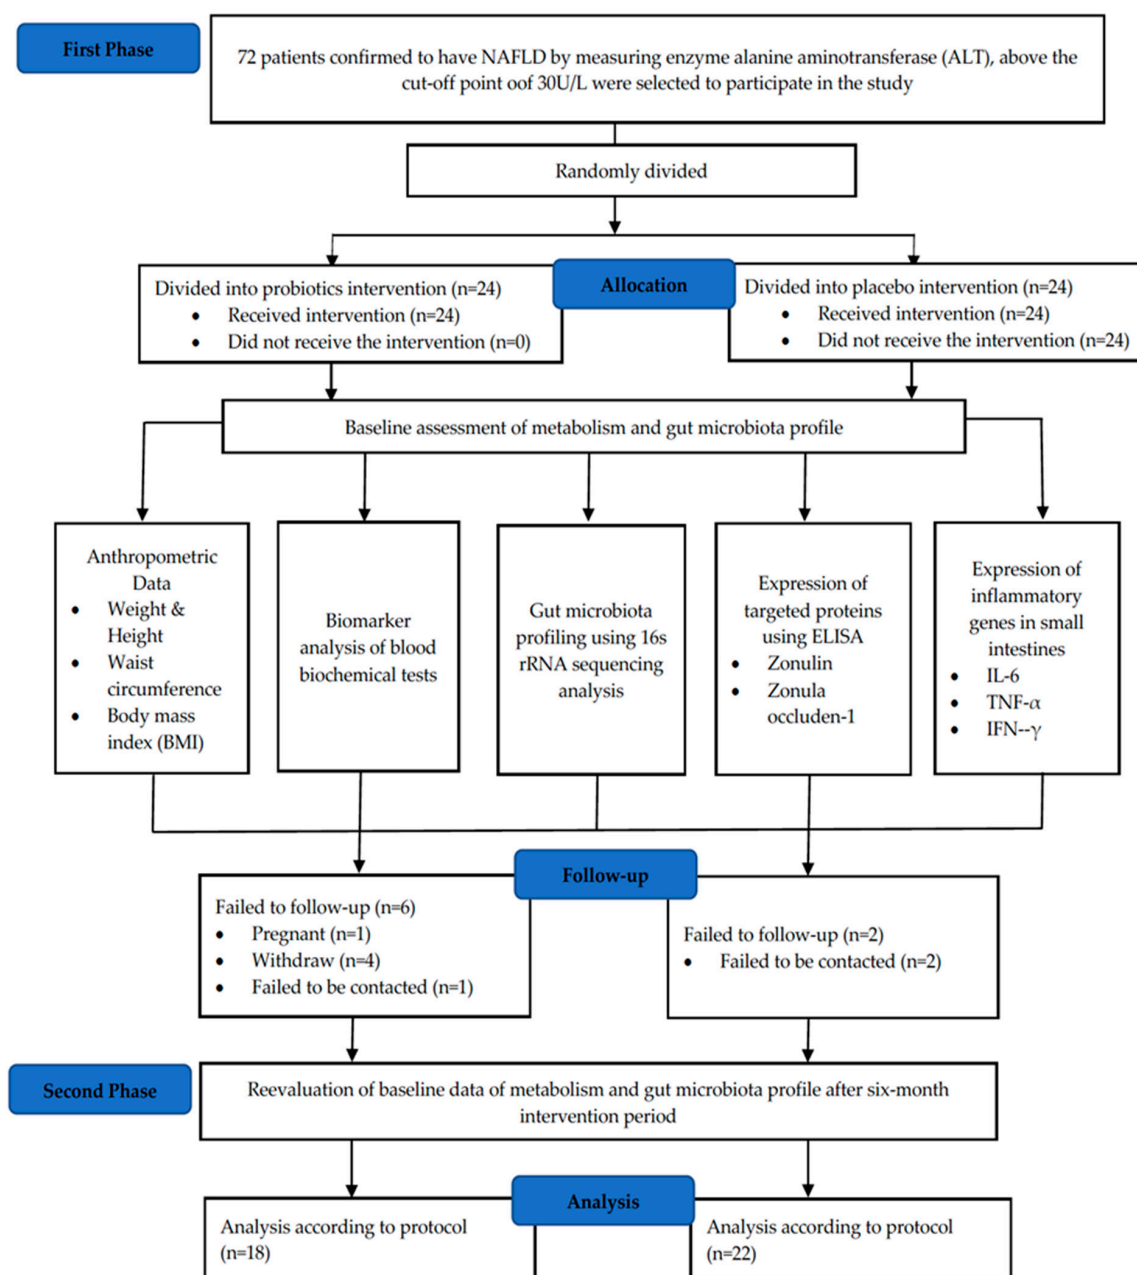 First Phase
72 patients confirmed to have NAFLD by measuring enzyme alanine aminotransferase (ALT), above the
cut-off point oof 30U/L were selected to participate in the study
Randomly divided
Allocation
Divided into probiotics intervention (n=24)
• Received intervention (n=24)
• Did not receive the intervention (n=0)
Divided into placebo intervention (n=24)
• Received intervention (n=24)
• Did not receive the intervention (n=24)
Baseline assessment of metabolism and gut microbiota profile
Anthropometric
Data
• Weight &
Height
• Waist
circumference
• Body mass
index (BMI)
Biomarker
analysis of blood
biochemical tests
Gut microbiota
profiling using 16s
rRNA sequencing
analysis
Expression of
targeted proteins
using ELISA
• Zonulin
• Zonula
occluden-1
Expression of
inflammatory
genes in small
intestines
• IL-6
• TNF-α
• IFN--γ
Follow-up
Failed to follow-up (n=6)
• Pregnant (n=1)
• Withdraw (n=4)
• Failed to be contacted (n=1)
Failed to follow-up (n=2)
• Failed to be contacted (n=2)
Second Phase
Reevaluation of baseline data of metabolism and gut microbiota profile after six-month
intervention period
Analysis
Analysis according to protocol
(n=18)
Analysis according to protocol
(n=22)